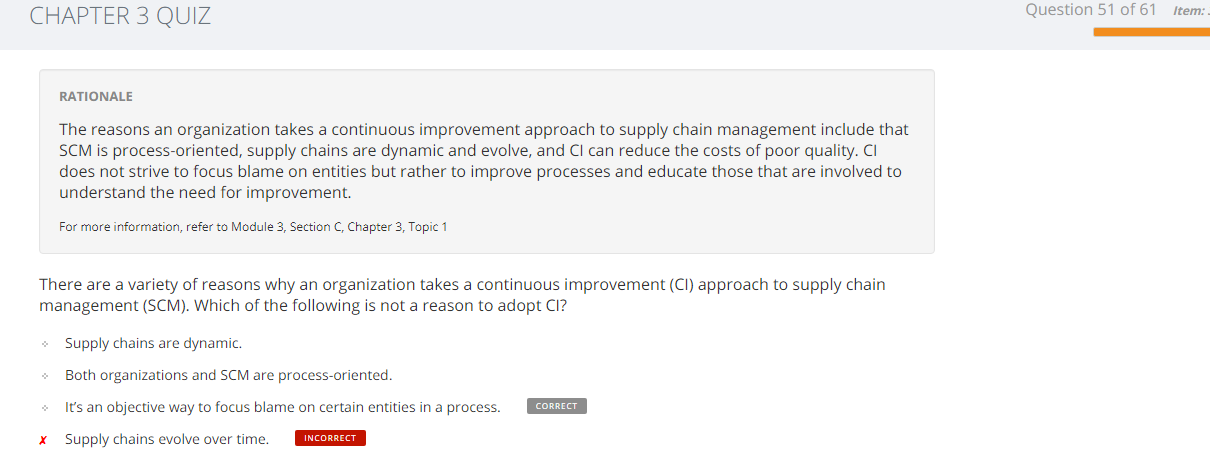 CHAPTER 3 QUIZ
Question 51 of 61 Item:
RATIONALE
The reasons an organization takes a continuous improvement approach to supply chain management include that
SCM is process-oriented, supply chains are dynamic and evolve, and CI can reduce the costs of poor quality. CI
does not strive to focus blame on entities but rather to improve processes and educate those that are involved to
understand the need for improvement.
For more information, refer to Module 3, Section C, Chapter 3, Topic 1
There are a variety of reasons why an organization takes a continuous improvement (CI) approach to supply chain
management (SCM). Which of the following is not a reason to adopt CI?
Supply chains are dynamic.
Both organizations and SCM are process-oriented.
It's an objective way to focus blame on certain entities in a process. CORRECT
✗ Supply chains evolve over time. INCORRECT